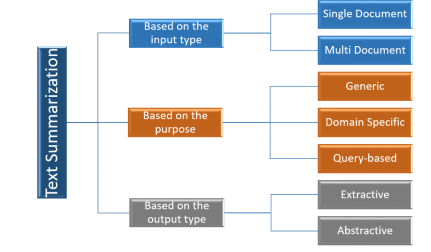 Text Summarization
Based on the
input type
Single Document
Multi Document
Based on the
purpose
Generic
Domain Specific
Query-based
Based on the
output type
Extractive
Abstractive